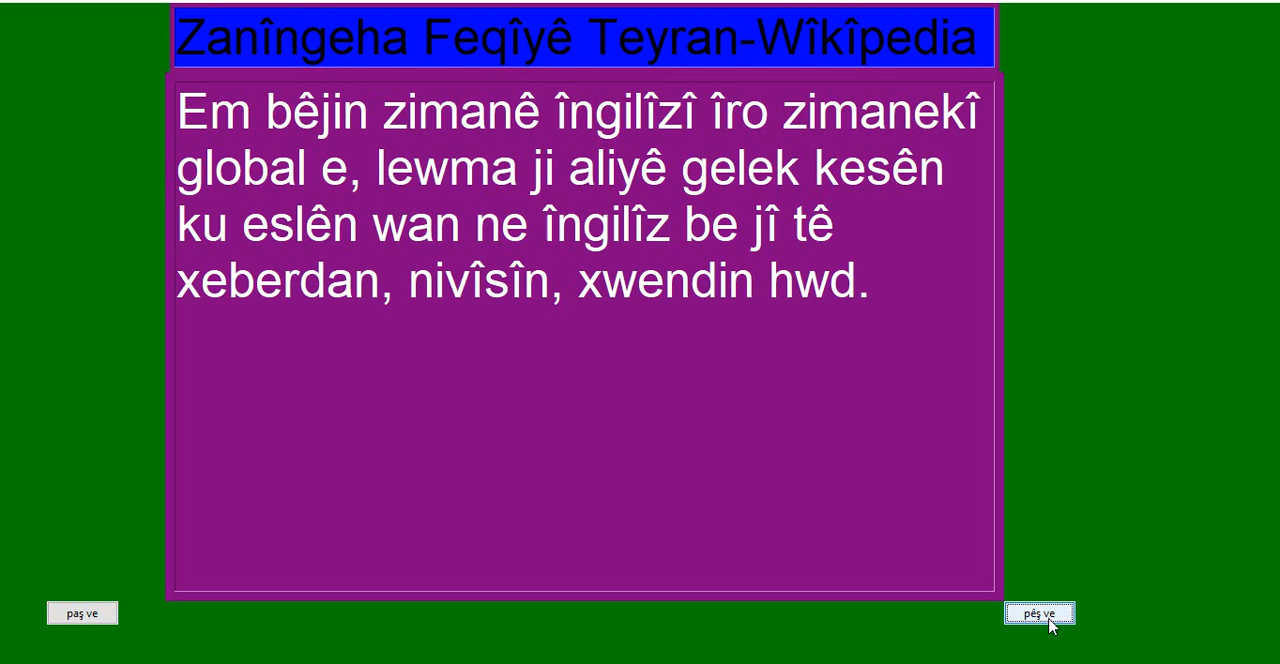 Zanîngeha Feqîyê Teyran-Wîkîpedia
Em bêjin zimanê îngilîzî îro zimanekî
global e, lewma ji aliyê gelek kesên
ku eslên wan ne îngilîz be jî tê
xeberdan, nivîsîn, xwendin hwd.
paş ve
pêş ve